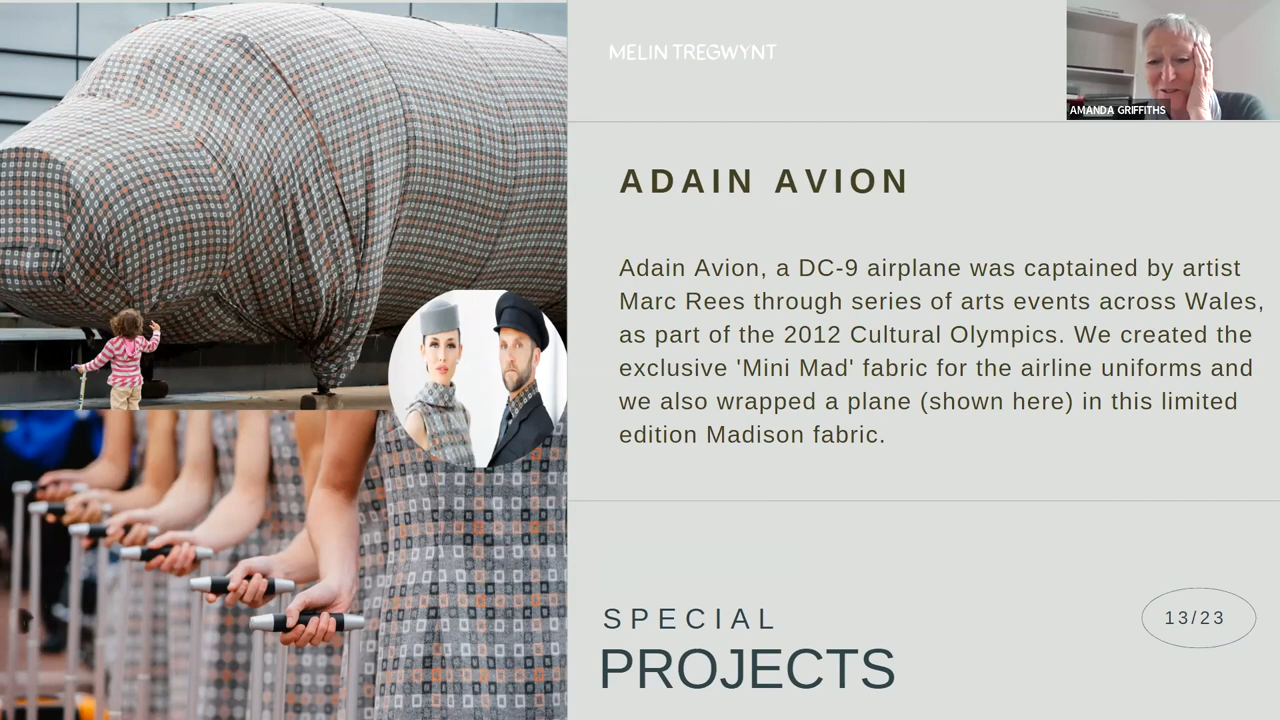 MELIN TREGWYNT
AMANDA GRIFFITHS
ADAIN AVION
Adain Avion, a DC-9 airplane was captained by artist
Marc Rees through series of arts events across Wales,
as part of the 2012 Cultural Olympics. We created the
exclusive 'Mini Mad' fabric for the airline uniforms and
we also wrapped a plane (shown here) in this limited
edition Madison fabric.
SPECIAL
PROJECTS
13/23